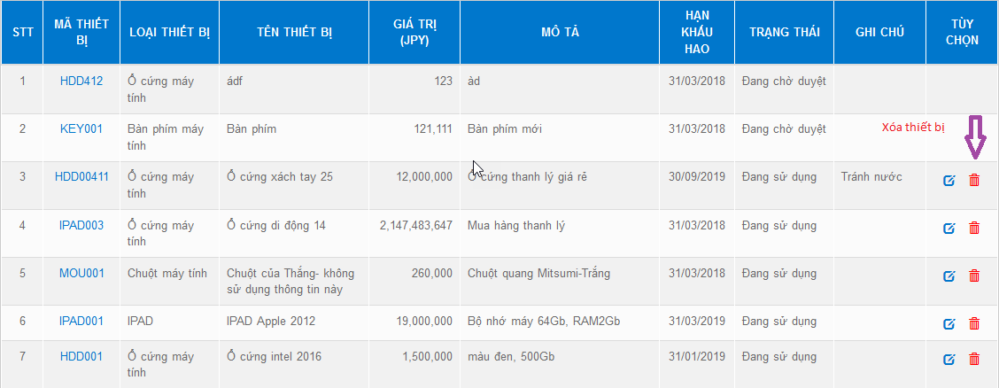 STT MÃ THIẾT BỊ LOẠI THIẾT BỊ TÊN THIẾT BỊ GIÁ TRỊ (JPY) MÔ TẢ HẠN KHẤU HAO TRẠNG THÁI GHI CHÚ TÙY CHỌN
1 HDD412 Ổ cứng máy tính ádf 123 àd 31/03/2018 Đang chờ duyệt
2 KEY001 Bàn phím máy tính Bàn phím 121,111 Bàn phím mới 31/03/2018 Đang chờ duyệt Xóa thiết bị
3 HDD00411 Ổ cứng máy tính Ổ cứng xách tay 25 12,000,000 Ổ cứng thanh lý giá rẻ 30/09/2019 Đang sử dụng Tránh nước
4 IPAD003 Ổ cứng máy tính Ổ cứng di động 14 2,147,483,647 Mua hàng thanh lý 31/03/2018 Đang sử dụng
5 MOU001 Chuột máy tính Chuột của Thắng- không sử dụng thông tin này 260,000 Chuột quang Mitsumi-Trắng 31/03/2018 Đang sử dụng
6 IPAD001 IPAD IPAD Apple 2012 19,000,000 Bộ nhớ máy 64Gb, RAM2Gb 31/03/2019 Đang sử dụng
7 HDD001 Ổ cứng máy tính Ổ cứng intel 2016 1,500,000 màu đen, 500Gb 31/01/2019 Đang sử dụng